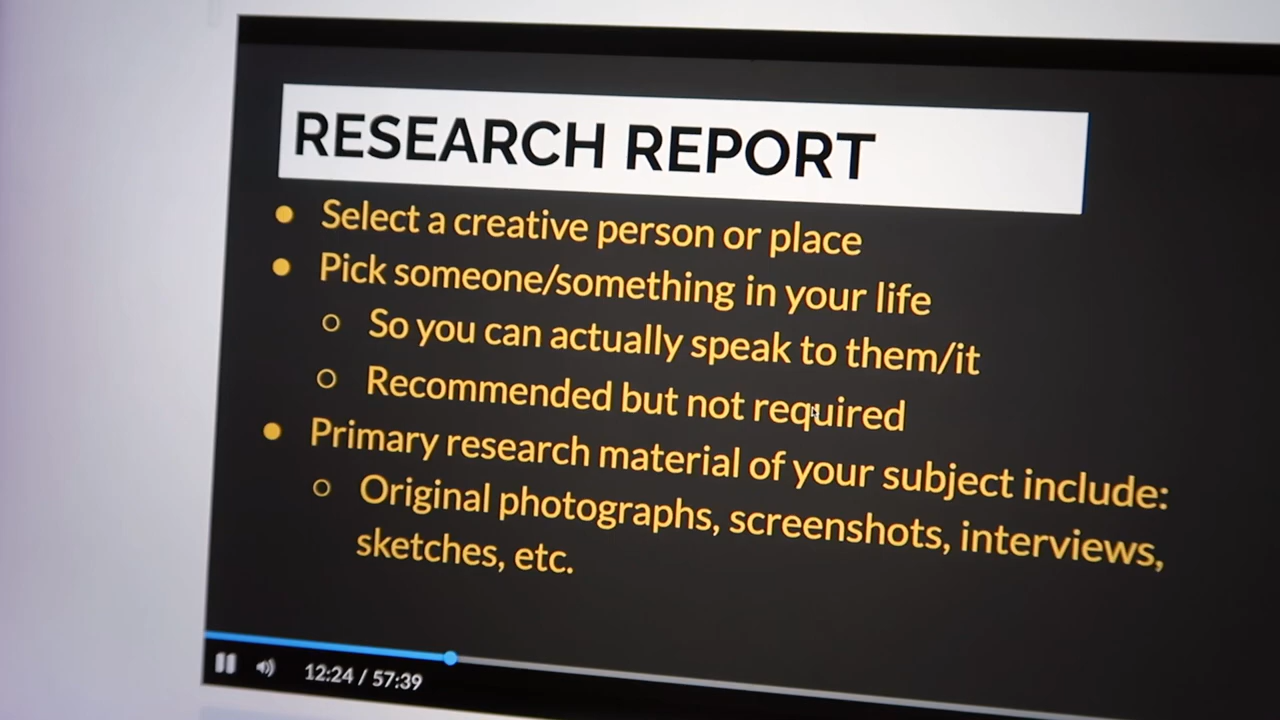 RESEARCH REPORT
● Select a creative person or place
● Pick someone/something in your life
○ So you can actually speak to them/it
○ Recommended but not required
● Primary research material of your subject include:
○ Original photographs, screenshots, interviews,
sketches, etc.
12:24 / 57:39